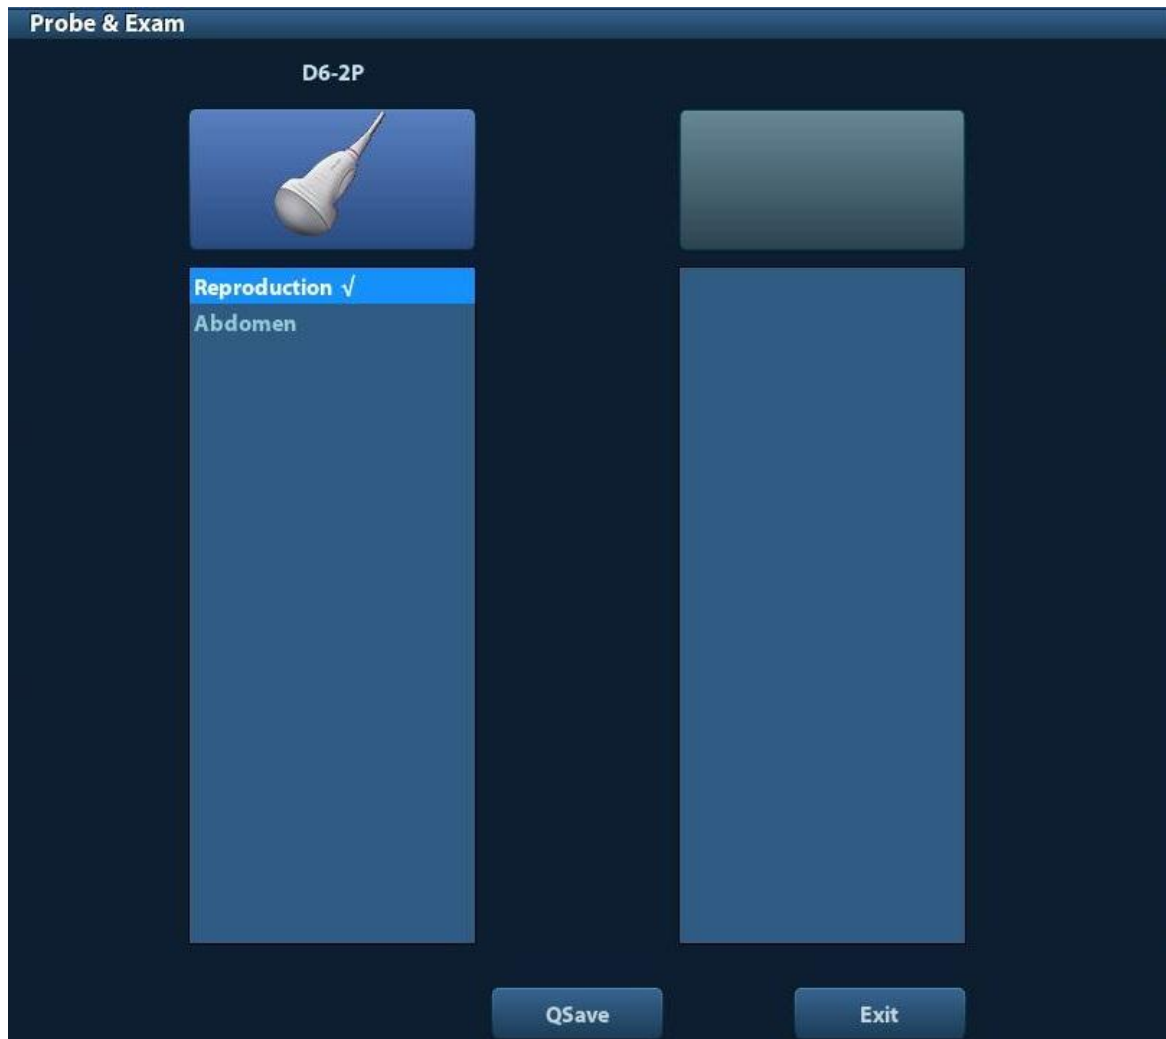 Probe & Exam
D6-2P
Reproduction √
Abdomen
QSave
Exit